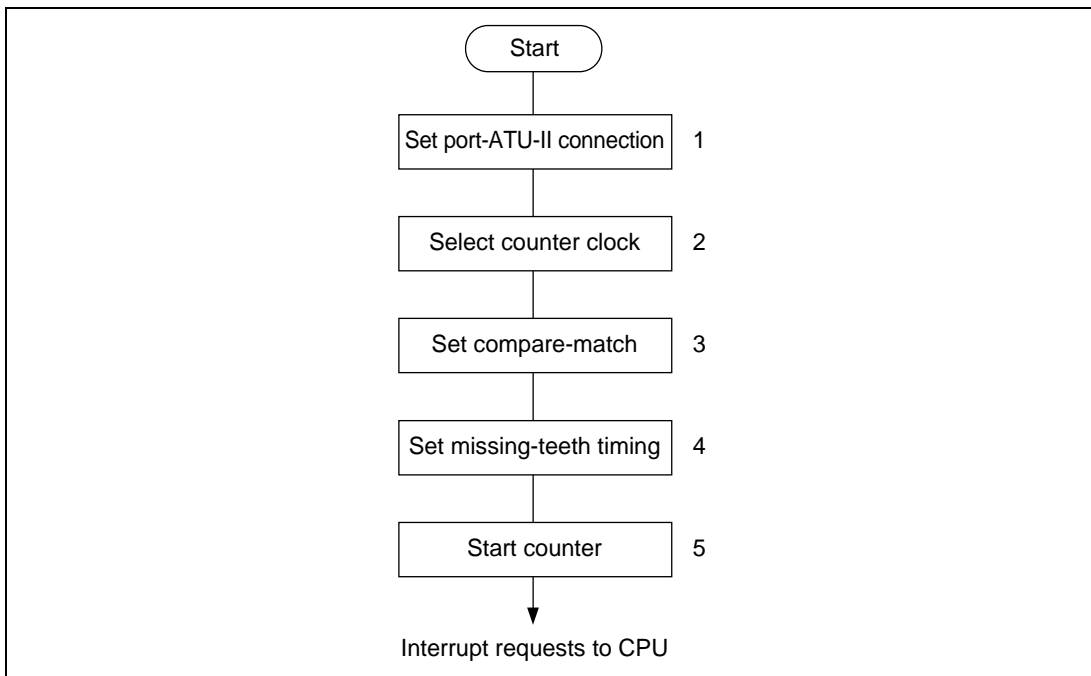 Start
Set port-ATU-II connection 1
Select counter clock 2
Set compare-match 3
Set missing-teeth timing 4
Start counter 5
Interrupt requests to CPU